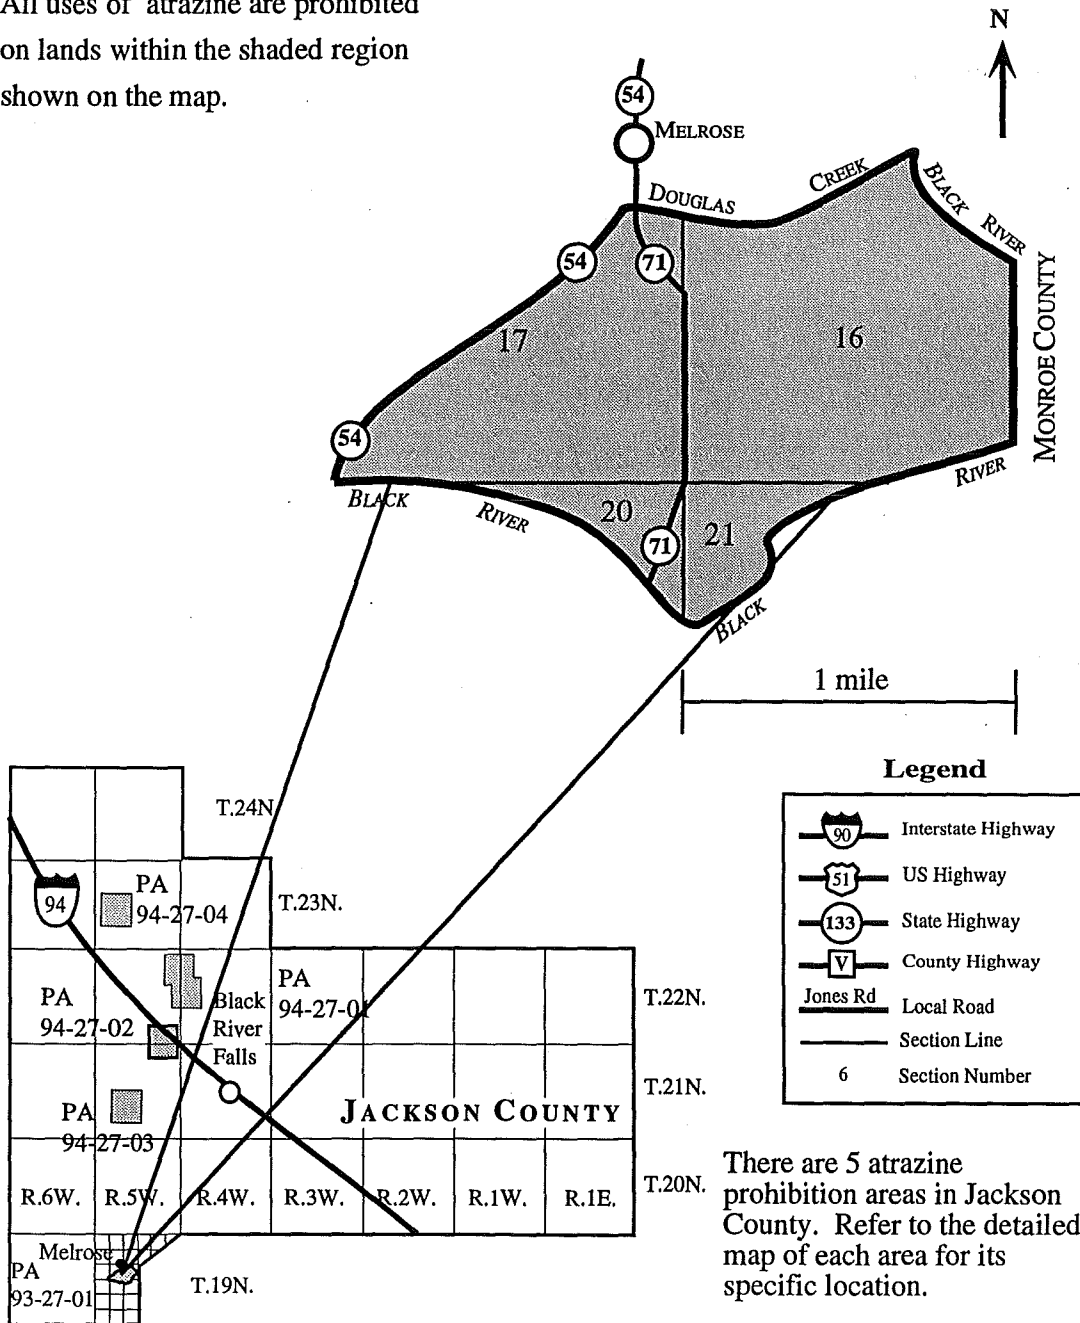 All uses of atrazine are prohibited
on lands within the shaded region
shown on the map.
N
54
MELROSE
DOUGLAS
CREEK
BLACK
RIVER
54
71
17
16
MONROE COUNTY
54
BLACK
RIVER
20
21
71
RIVER
BLACK
1 mile
Legend
90 Interstate Highway
51 US Highway
133 State Highway
V County Highway
Jones Rd Local Road
Section Line
6 Section Number
T.24N
94
PA
94-27-04
T.23N.
PA
94-27-01
T.22N.
PA
94-27-02
Black
River
Falls
T.21N.
JACKSON COUNTY
PA
94-27-03
T.20N.
R.6W. R.5W. R.4W. R.3W. R.2W. R.1W. R.1E.
Melrose
PA
93-27-01
T.19N.
There are 5 atrazine
prohibition areas in Jackson
County. Refer to the detailed
map of each area for its
specific location.